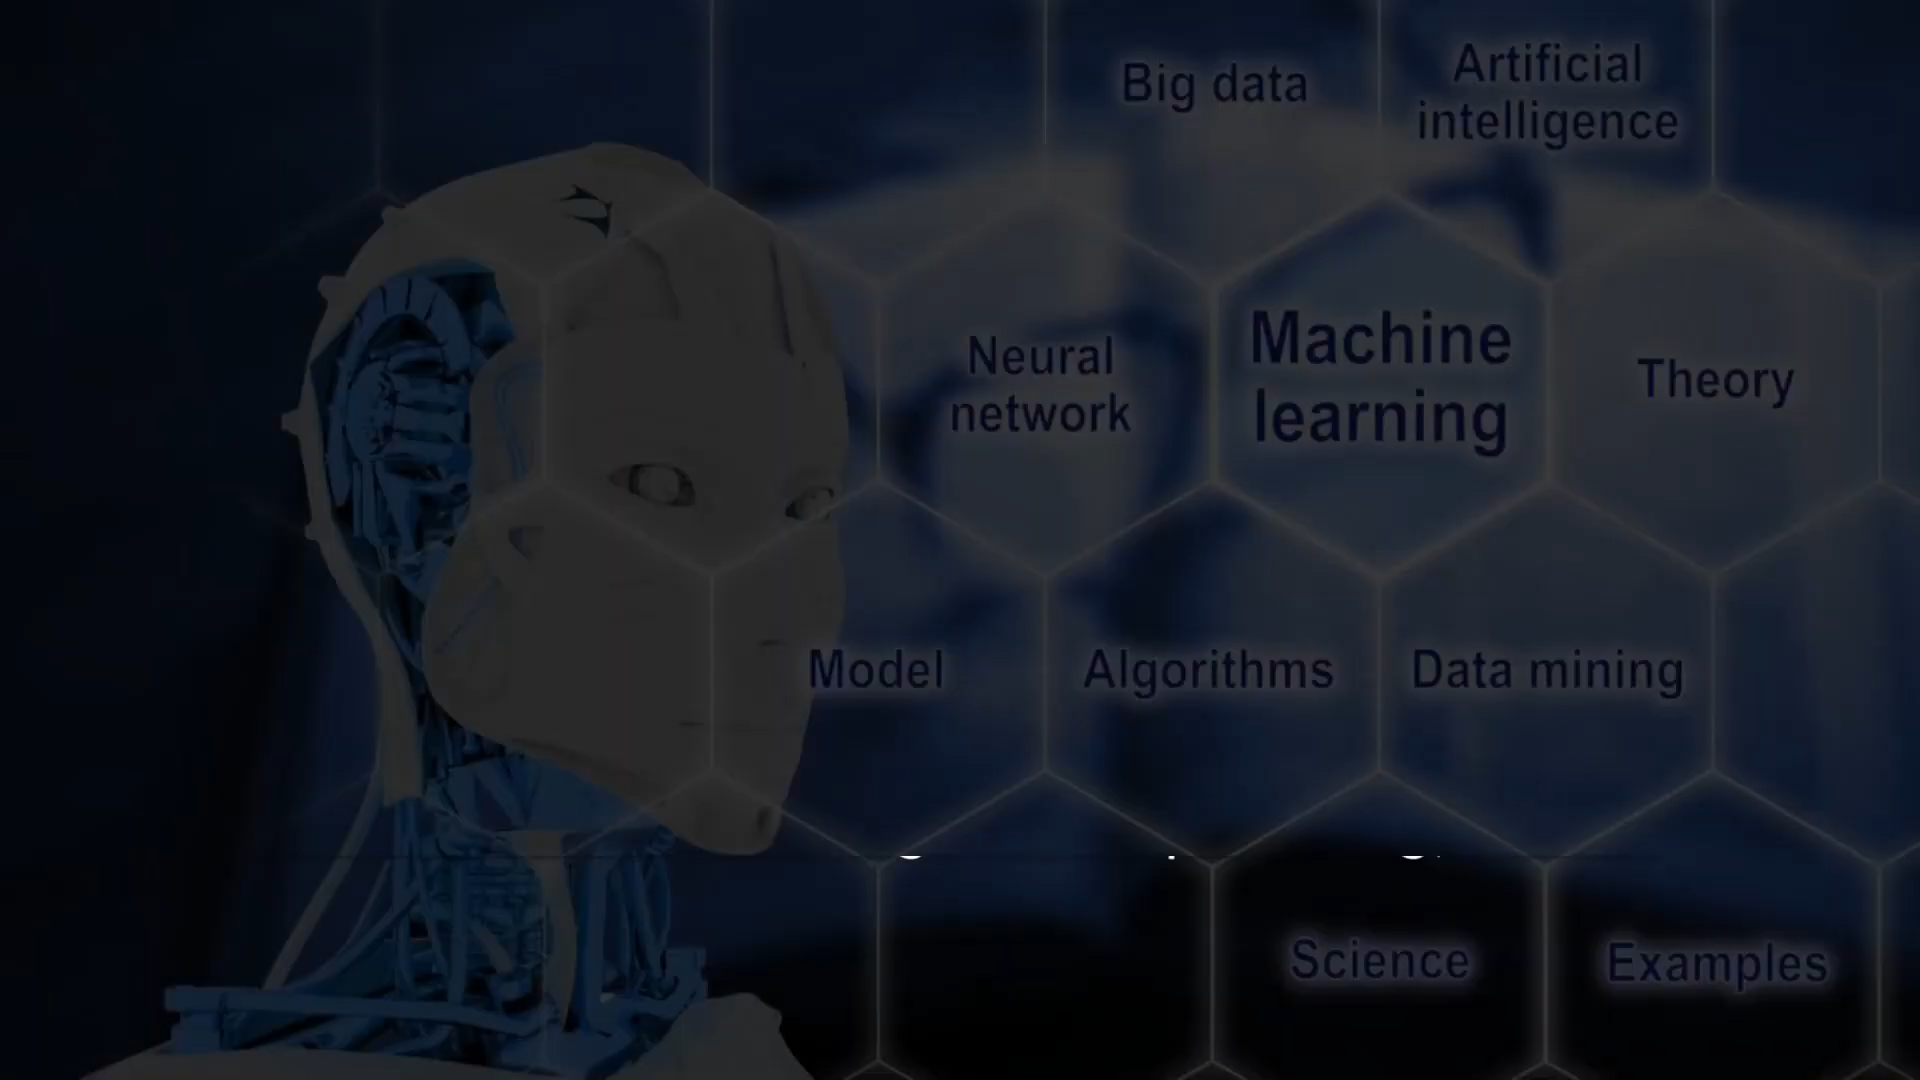 Big data
Artificial
intelligence
Neural
network
Machine
learning
Theory
Model
Algorithms
Data mining
Science
Examples